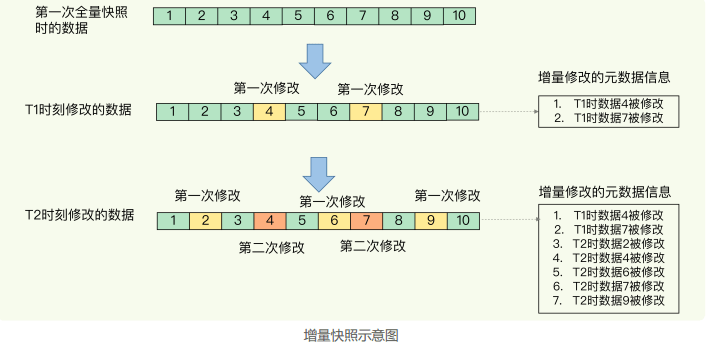 第一次全量快照
时的数据
1 2 3 4 5 6 7 8 9 10
第一次修改 第一次修改
增量修改的元数据信息
T1时刻修改的数据
1 2 3 4 5 6 7 8 9 10
1. T1时数据4被修改
2. T1时数据7被修改
第一次修改 第一次修改 第一次修改
增量修改的元数据信息
T2时刻修改的数据
1 2 3 4 5 6 7 8 9 10
第二次修改 第二次修改
1. T1时数据4被修改
2. T1时数据7被修改
3. T2时数据2被修改
4. T2时数据4被修改
5. T2时数据6被修改
6. T2时数据7被修改
7. T2时数据9被修改
增量快照示意图